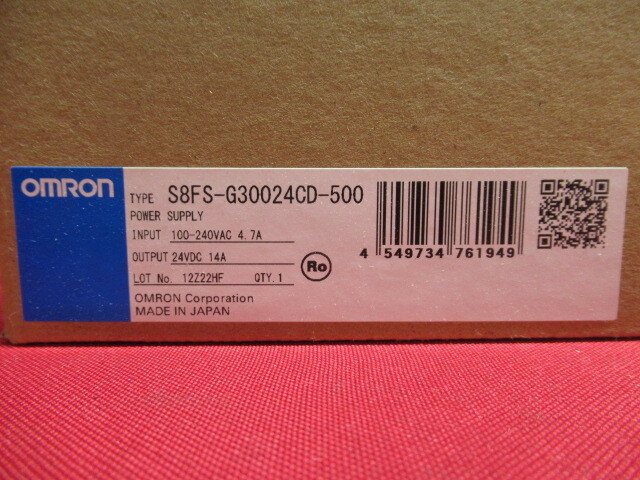 OMRON
TYPE S8FS-G30024CD-500
POWER SUPPLY
INPUT 100-240VAC 4.7A
OUTPUT 24VDC 14A
LOT No. 12Z22HF QTY.1
OMRON Corporation
MADE IN JAPAN
Ro
4 549734 761949